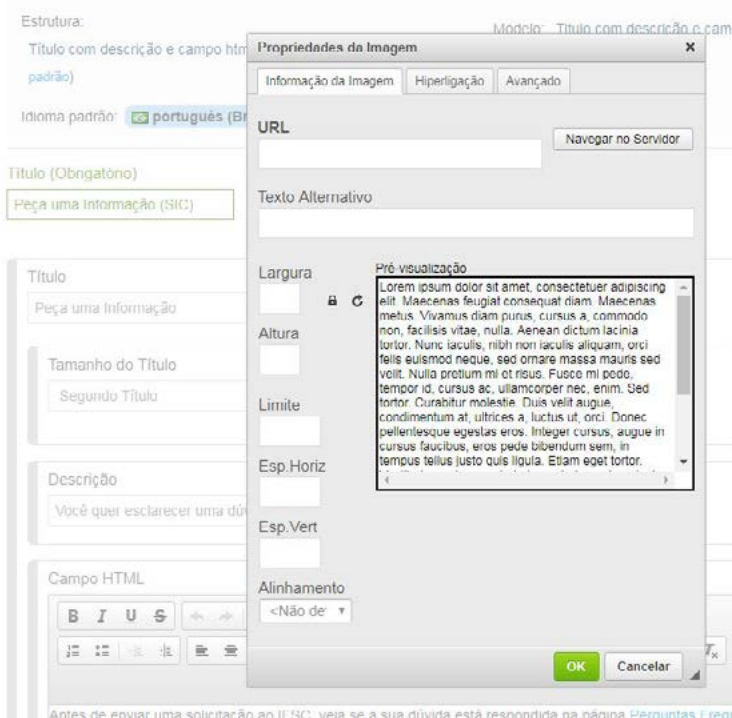 Estrutura:
Modelo: Título com descrição e cam
Título com descrição e campo htm
padrão)
Idioma padrão: português (Br
Título (Obrigatório)
Peça uma Informação (SIC)
Título
Peça uma Informação
Tamanho do Título
Segundo Título
Descrição
Você quer esclarecer uma dúv
Campo HTML
B I U S
Antes de enviar uma solicitação ao IFSC, veja se a sua dúvida está respondida na página Perguntas Freq
Propriedades da Imagem
Informação da Imagem Hiperligação Avançado
URL
Navegar no Servidor
Texto Alternativo
Largura
Altura
Limite
Esp.Horiz
Esp.Vert
Alinhamento
<Não de
Pré-visualização
Lorem ipsum dolor sit amet, consectetuer adipiscing
elit. Maecenas feugiat consequat diam. Maecenas
metus. Vivamus diam purus, cursus a, commodo
non, facilisis vitae, nulla. Aenean dictum lacinia
tortor. Nunc iaculis, nibh non iaculis aliquam, orci
felis euismod neque, sed ornare massa mauris sed
velit. Nulla pretium mi et risus. Fusce mi pede,
tempor id, cursus ac, ullamcorper nec, enim. Sed
tortor. Curabitur molestie. Duis velit augue,
condimentum at, ultrices a, luctus ut, orci. Donec
pellentesque egestas eros. Integer cursus, augue in
cursus faucibus, eros pede bibendum sem, in
tempus tellus justo quis ligula. Etiam eget tortor.
OK Cancelar